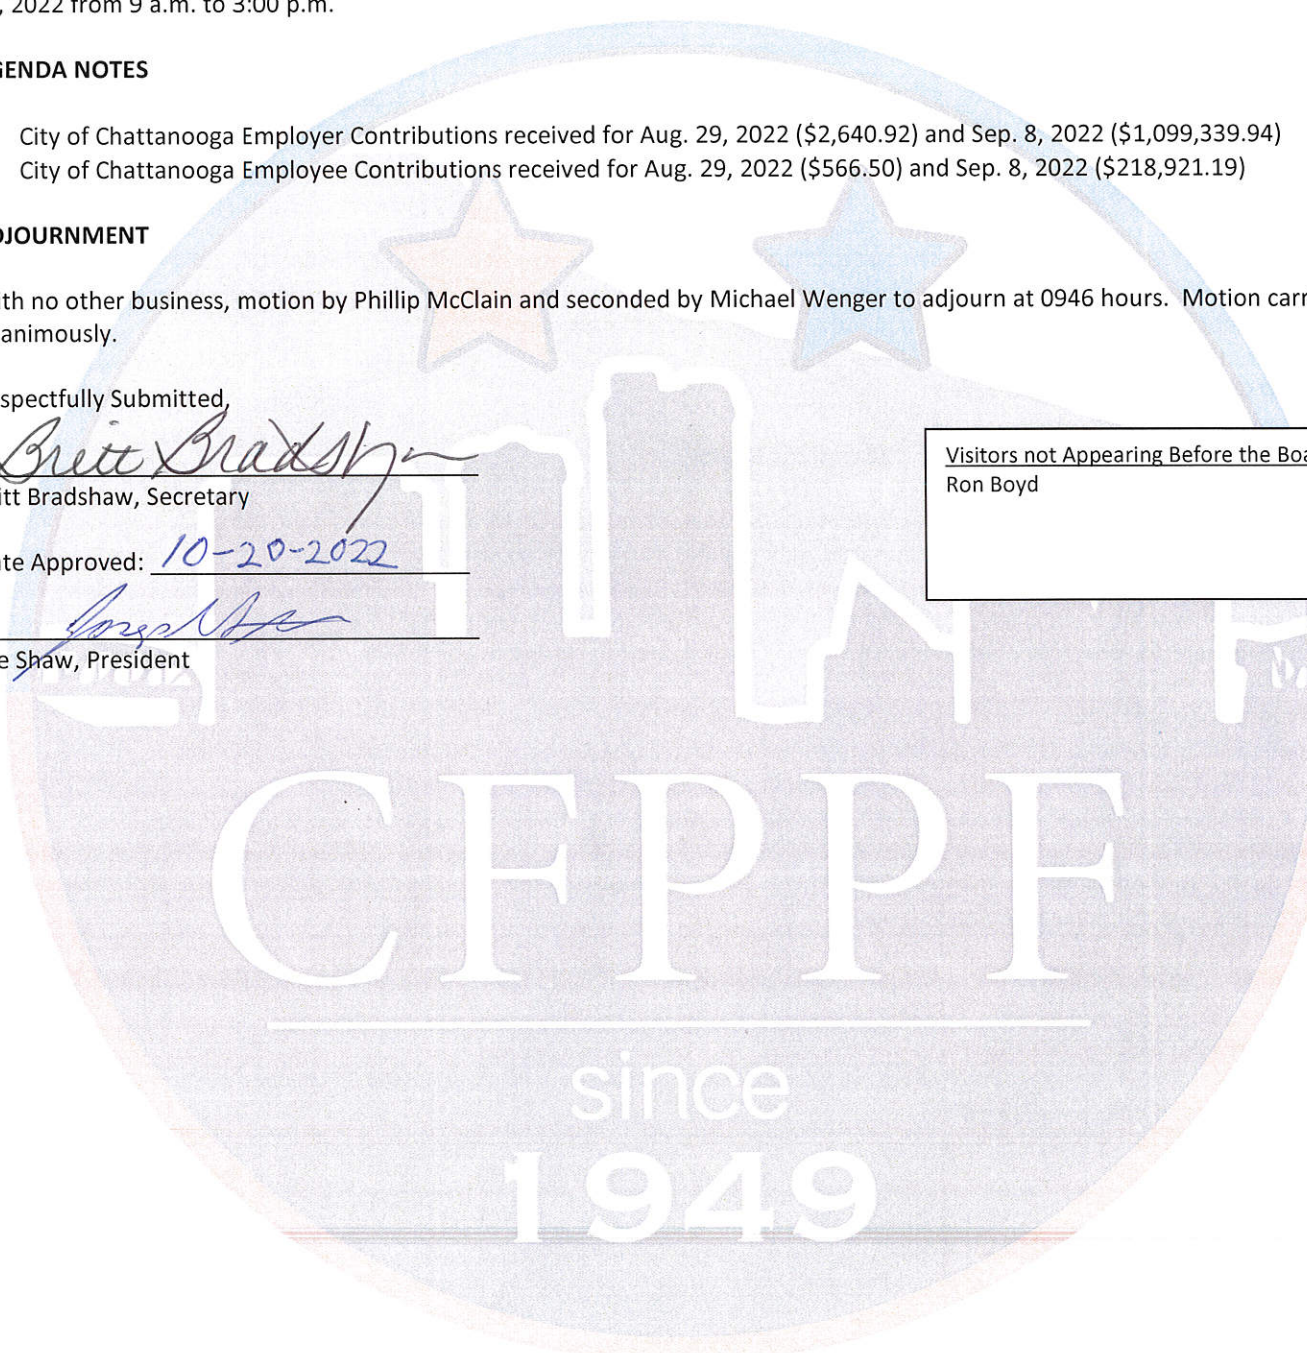 , 2022 from 9 a.m. to 3:00 p.m.
GENDA NOTES
City of Chattanooga Employer Contributions received for Aug. 29, 2022 ($2,640.92) and Sep. 8, 2022 ($1,099,339.94)
City of Chattanooga Employee Contributions received for Aug. 29, 2022 ($566.50) and Sep. 8, 2022 ($218,921.19)
DJOURNMENT
ith no other business, motion by Phillip McClain and seconded by Michael Wenger to adjourn at 0946 hours. Motion carr
animously.
spectfully Submitted,
Britt Bradshaw
itt Bradshaw, Secretary
ate Approved: 10-20-2022
e Shaw, President
Visitors not Appearing Before the Boa
Ron Boyd
CFPPF
since
1949